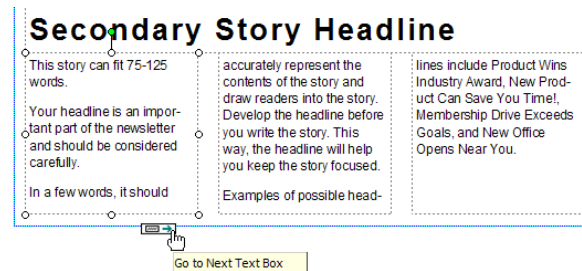 Secondary Story Headline
This story can fit 75-125
words.
Your headline is an impor-
tant part of the newsletter
and should be considered
carefully.
In a few words, it should
accurately represent the
contents of the story and
draw readers into the story.
Develop the headline before
you write the story. This
way, the headline will help
you keep the story focused.
Examples of possible head-
lines include Product Wins
Industry Award, New Prod-
uct Can Save You Time!,
Membership Drive Exceeds
Goals, and New Office
Opens Near You.
Go to Next Text Box